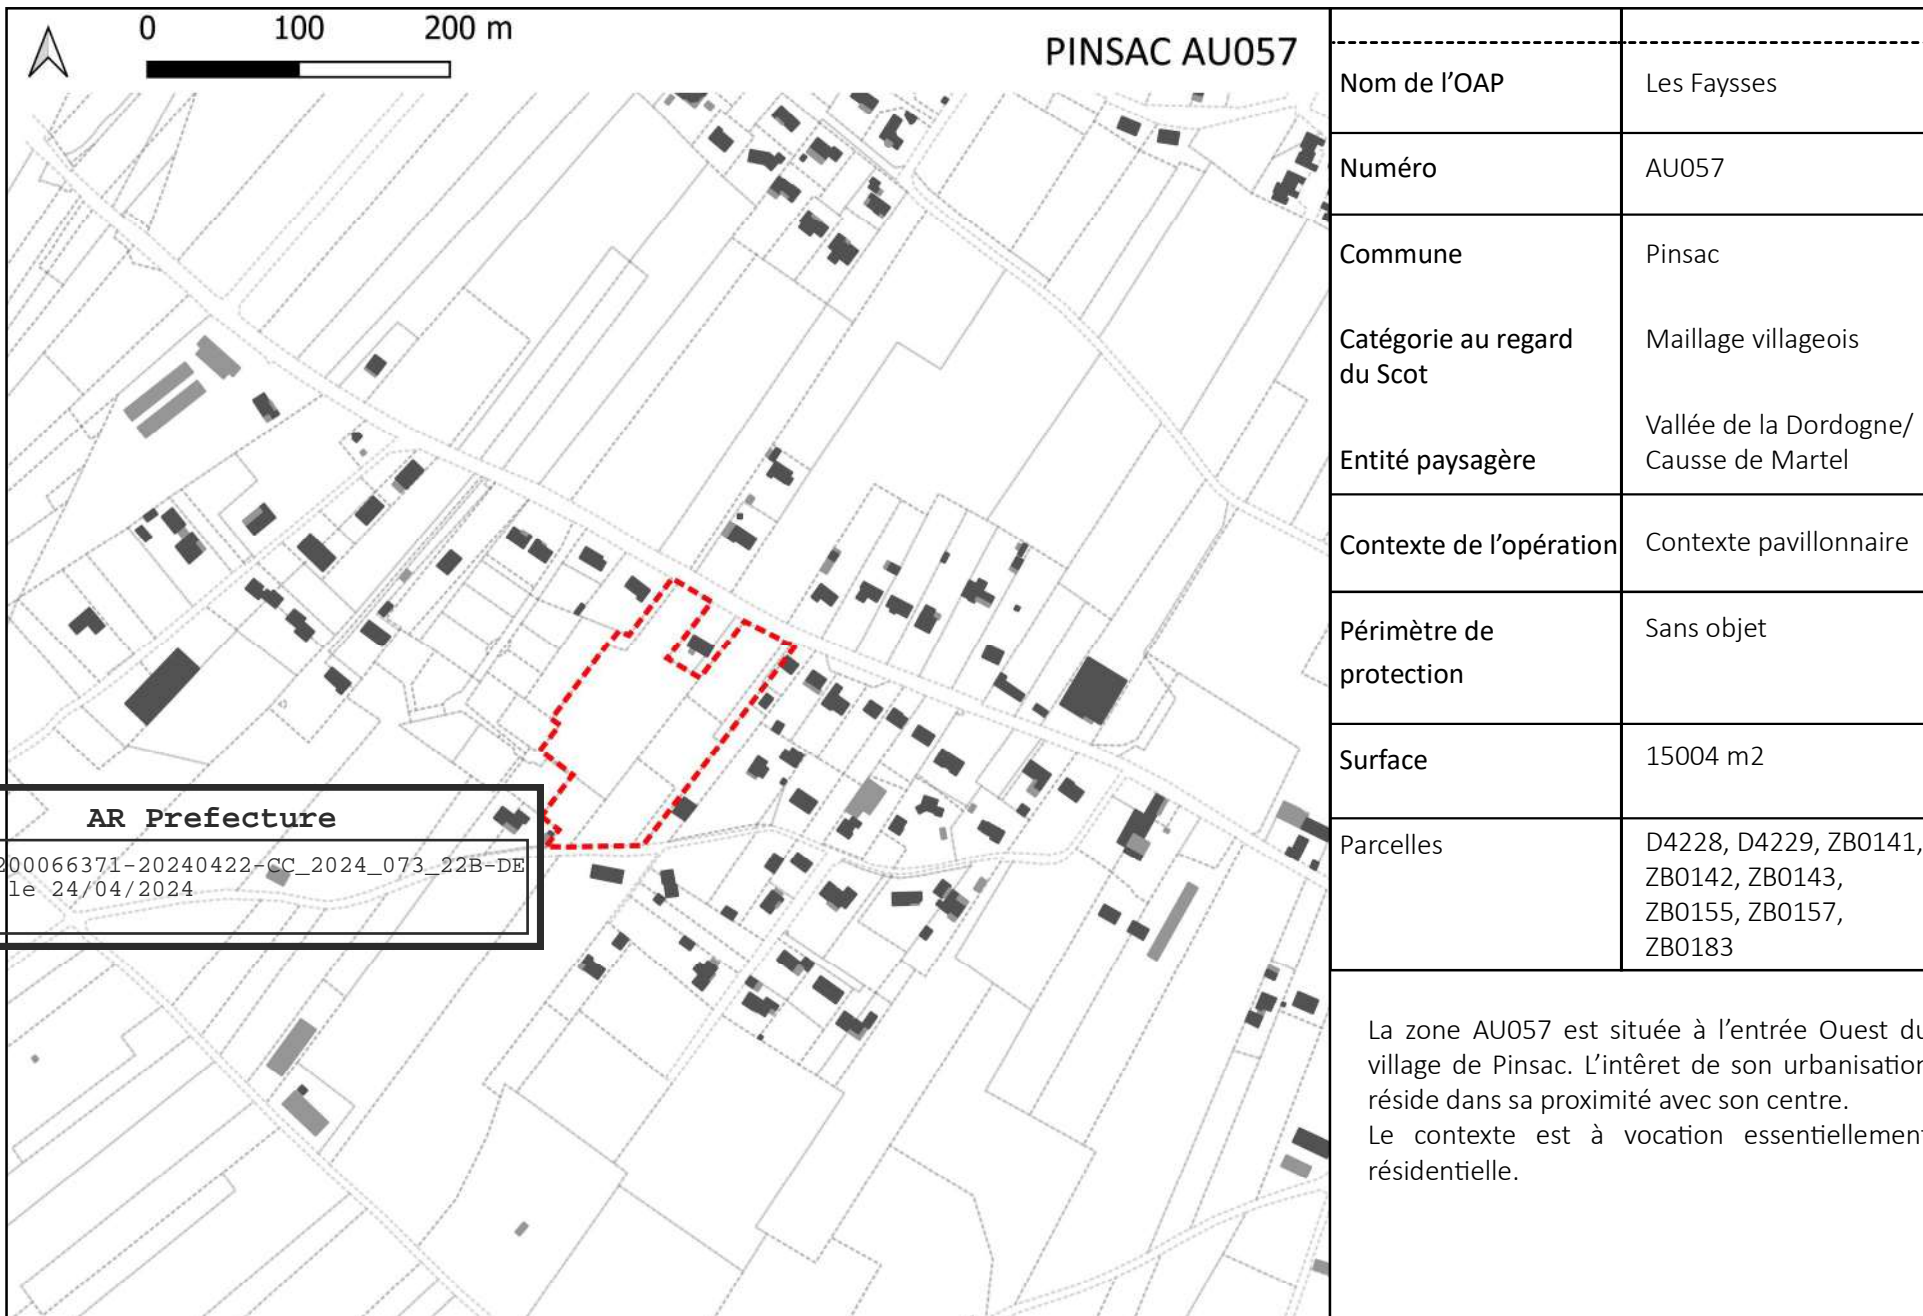 0 100 200 m
PINSAC AU057
Nom de l'OAP
Les Faysses
Numéro
AU057
Commune
Pinsac
Catégorie au regard
du Scot
Maillage villageois
Entité paysagère
Vallée de la Dordogne/
Causse de Martel
Contexte de l'opération
Contexte pavillonnaire
Périmètre de
protection
Sans objet
Surface
15004 m2
Parcelles
D4228, D4229, ZB0141,
ZB0142, ZB0143,
ZB0155, ZB0157,
ZB0183
AR Prefecture
200066371-20240422-CC_2024_073_22B-DE
le 24/04/2024
La zone AU057 est située à l'entrée Ouest du
village de Pinsac. L'intêret de son urbanisation
réside dans sa proximité avec son centre.
Le contexte est à vocation essentiellement
résidentielle.